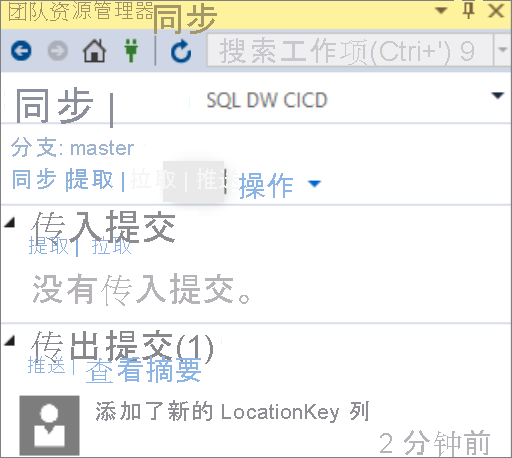 团队资源管理器 同步
搜索工作项(Ctrl+') 9
同步 | SQL DW CICD
分支: master
同步 | 提取 | 拉取 | 推送 | 操作
传入提交
提取 | 拉取
没有传入提交。
传出提交(1)
推送 | 查看摘要
添加了新的 LocationKey 列
2 分钟前